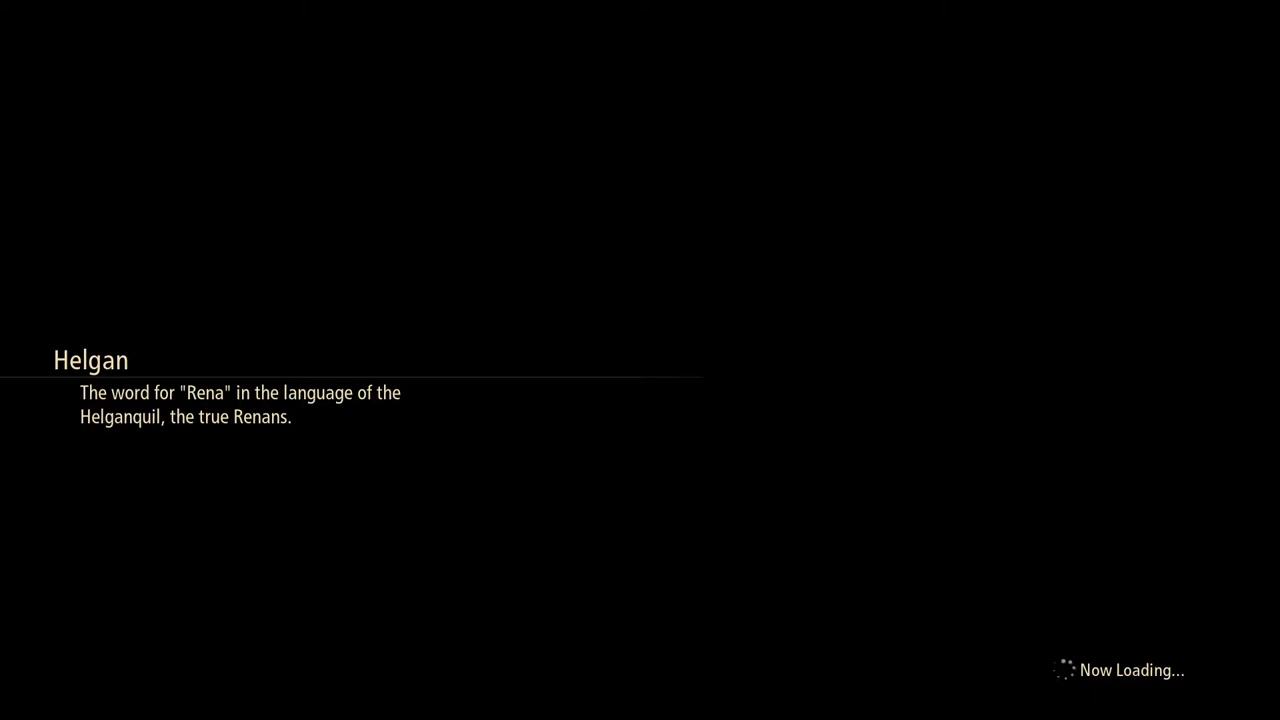 Helgan
The word for "Rena" in the language of the
Helganquil, the true Renans.
Now Loading...